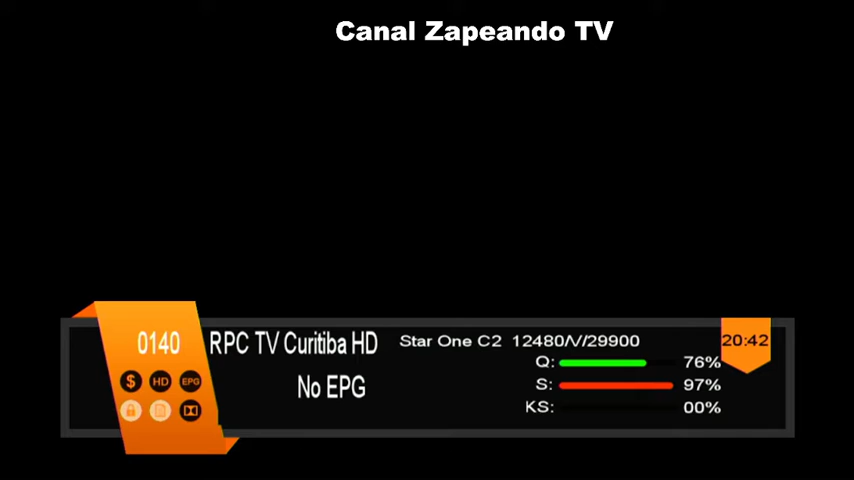 Canal Zapeando TV
0140
RPC TV Curitiba HD
Star One C2 12480/V/29900
20:42
Q: 76%
$ HD EPG
No EPG
S: 97%
KS: 00%